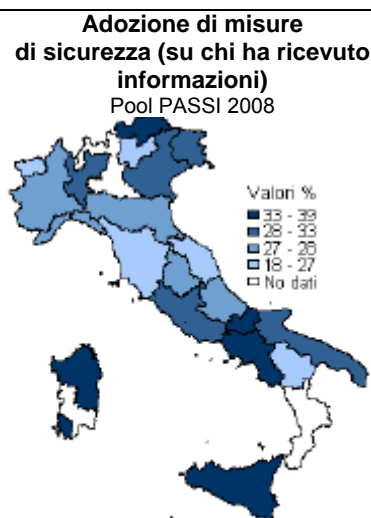 Adozione di misure
di sicurezza (su chi ha ricevuto
informazioni)
Pool PASSI 2008
Valori %
33 - 39
28 - 33
27 - 28
18 - 27
No dati